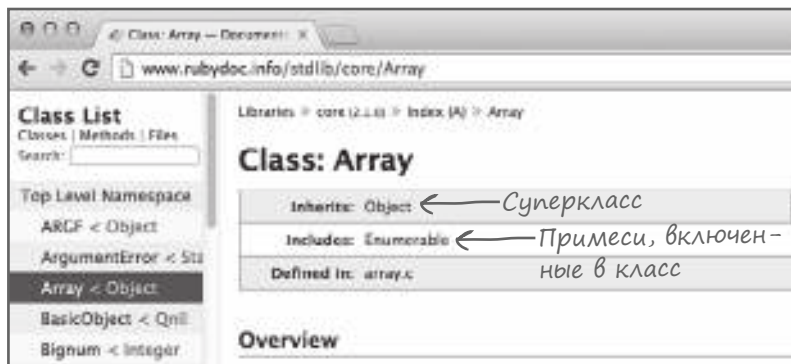 Class: Array — Document
www.rubydoc.info/stdlib/core/Array
Class List
Classes | Methods | Files
Search:
Top Level Namespace
ARGF < Object
ArgumentError < Sta
Array < Object
BasicObject < Qnil
Bignum < Integer
Libraries » core (2.1.0) » Index (A) » Array
Class: Array
Inherits: Object
Суперкласс
Includes: Enumerable
Примеси, включен-
ные в класс
Defined in: array.c
Overview